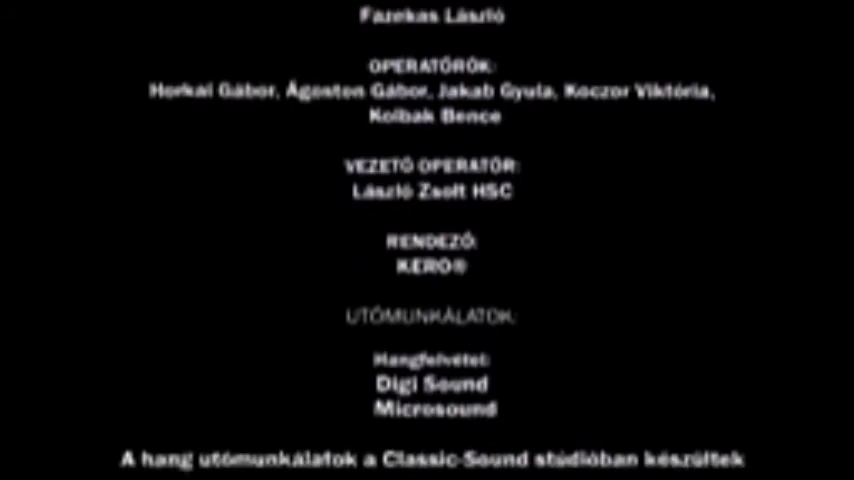 Fazekas László
OPERATŐRÖK:
Horkai Gábor, Ágoston Gábor, Jakab Gyula, Koczor Viktória,
Kolbak Bence
VEZETŐ OPERATŐR:
László Zsolt HSC
RENDEZŐ:
KERO®
UTÓMUNKÁLATOK:
Hangfelvétel:
Digi Sound
Microsound
A hang utómunkálatok a Classic-Sound stúdióban készültek